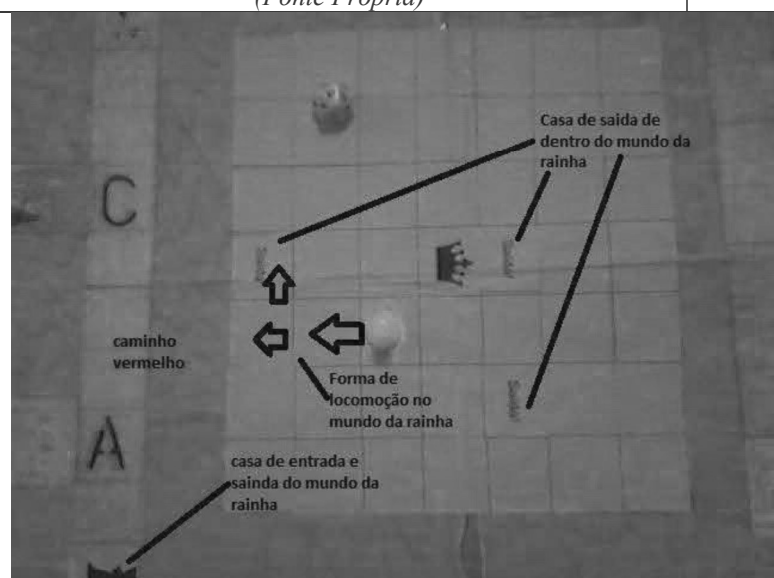 (Fonte Própria)
Casa de saida de
dentro do mundo da
rainha
C
caminho
vermelho
Forma de
locomoção no
mundo da rainha
A
casa de entrada e
sainda do mundo da
rainha